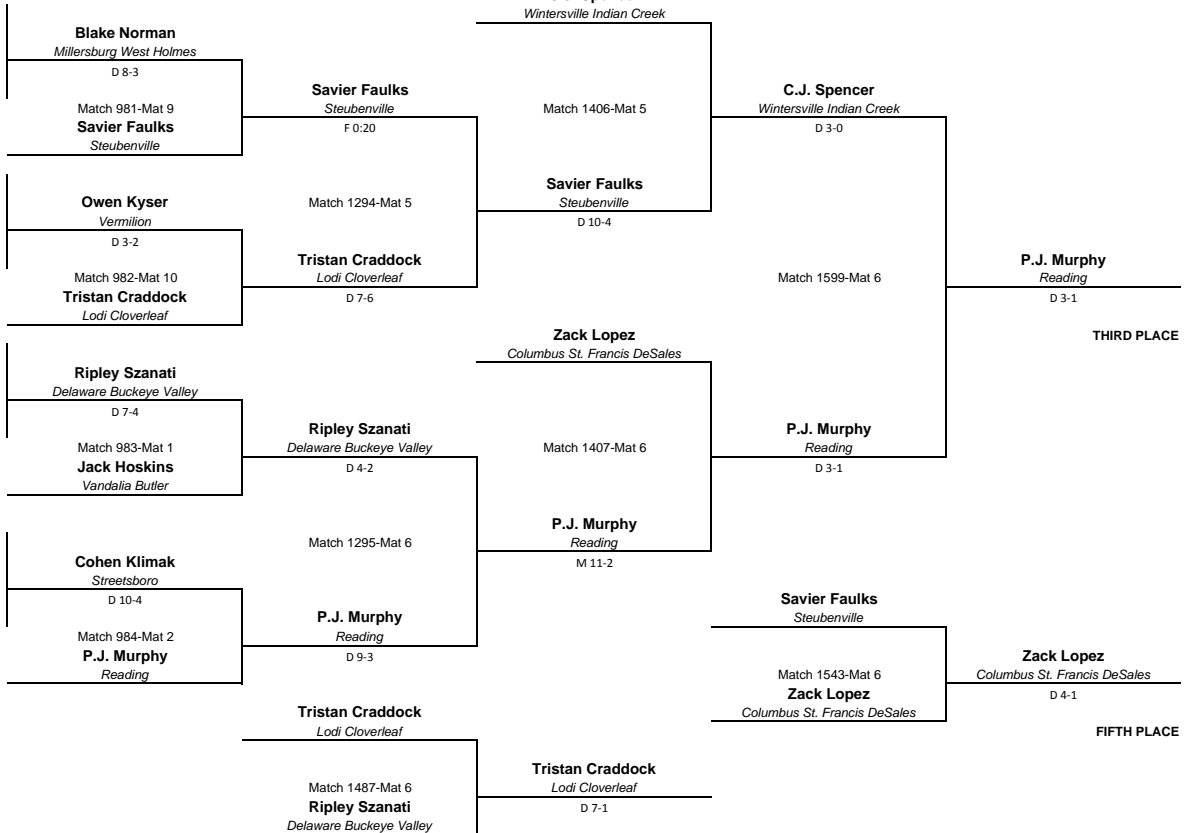 Wintersville Indian Creek
Blake Norman
Millersburg West Holmes
D 8-3
Match 981-Mat 9
Savier Faulks
Steubenville
Savier Faulks
Steubenville
F 0:20
Match 1406-Mat 5
C.J. Spencer
Wintersville Indian Creek
D 3-0
Owen Kyser
Vermilion
D 3-2
Match 982-Mat 10
Tristan Craddock
Lodi Cloverleaf
Match 1294-Mat 5
Savier Faulks
Steubenville
D 10-4
Tristan Craddock
Lodi Cloverleaf
D 7-6
Match 1599-Mat 6
P.J. Murphy
Reading
D 3-1
THIRD PLACE
Zack Lopez
Columbus St. Francis DeSales
Ripley Szanati
Delaware Buckeye Valley
D 7-4
Match 983-Mat 1
Jack Hoskins
Vandalia Butler
Ripley Szanati
Delaware Buckeye Valley
D 4-2
Match 1407-Mat 6
P.J. Murphy
Reading
D 3-1
Match 1295-Mat 6
P.J. Murphy
Reading
M 11-2
Cohen Klimak
Streetsboro
D 10-4
Match 984-Mat 2
P.J. Murphy
Reading
P.J. Murphy
Reading
D 9-3
Savier Faulks
Steubenville
Match 1543-Mat 6
Zack Lopez
Columbus St. Francis DeSales
Zack Lopez
Columbus St. Francis DeSales
D 4-1
FIFTH PLACE
Tristan Craddock
Lodi Cloverleaf
Match 1487-Mat 6
Ripley Szanati
Delaware Buckeye Valley
Tristan Craddock
Lodi Cloverleaf
D 7-1